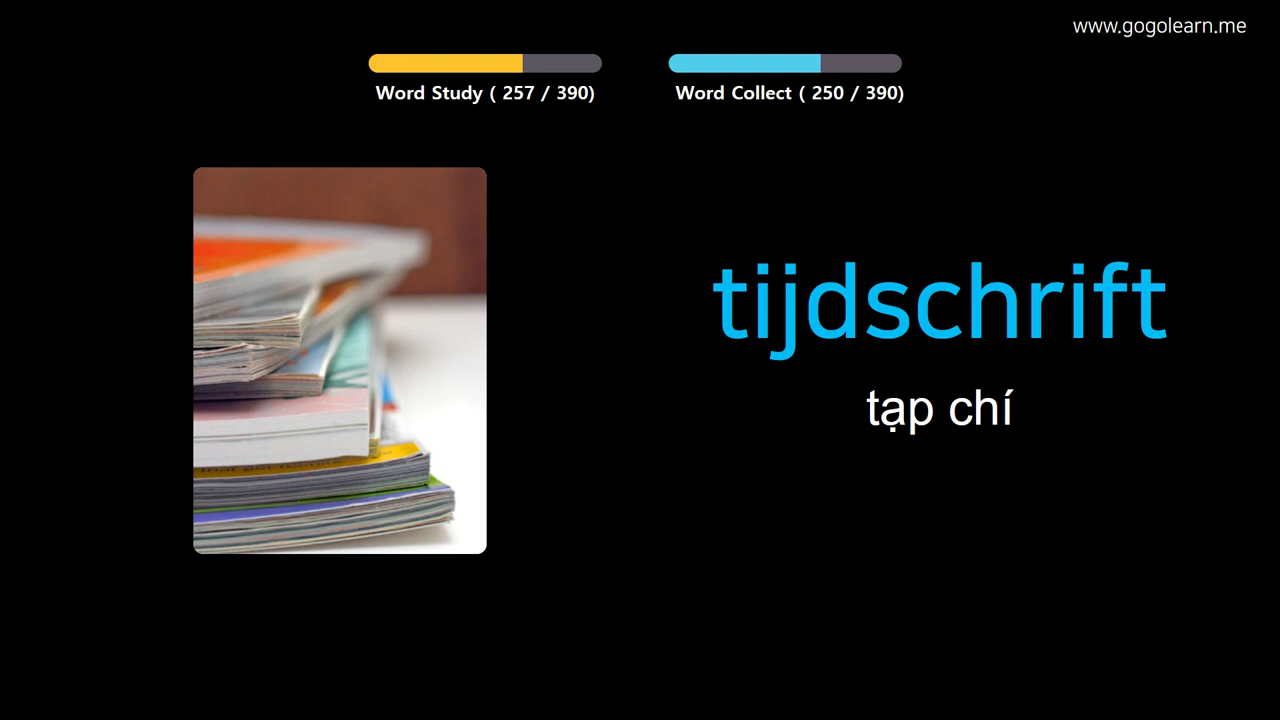 www.gogolearn.me
Word Study ( 257 / 390)
Word Collect ( 250 / 390)
tijdschrift
tạp chí